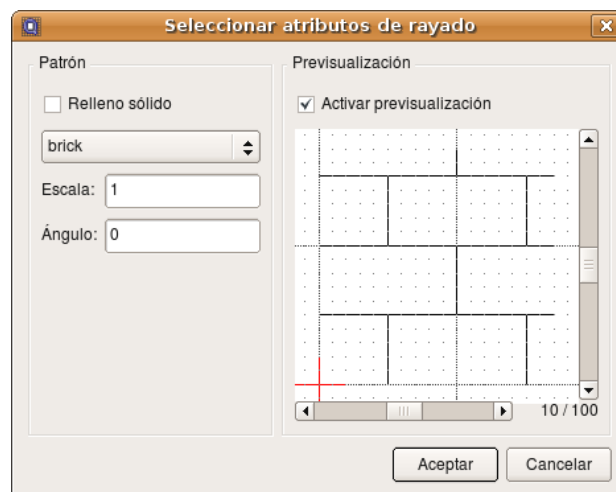 Seleccionar atributos de rayado
Patrón
Relleno sólido
brick
Escala: 1
Ángulo: 0
Previsualización
Activar previsualización
10 / 100
Aceptar
Cancelar